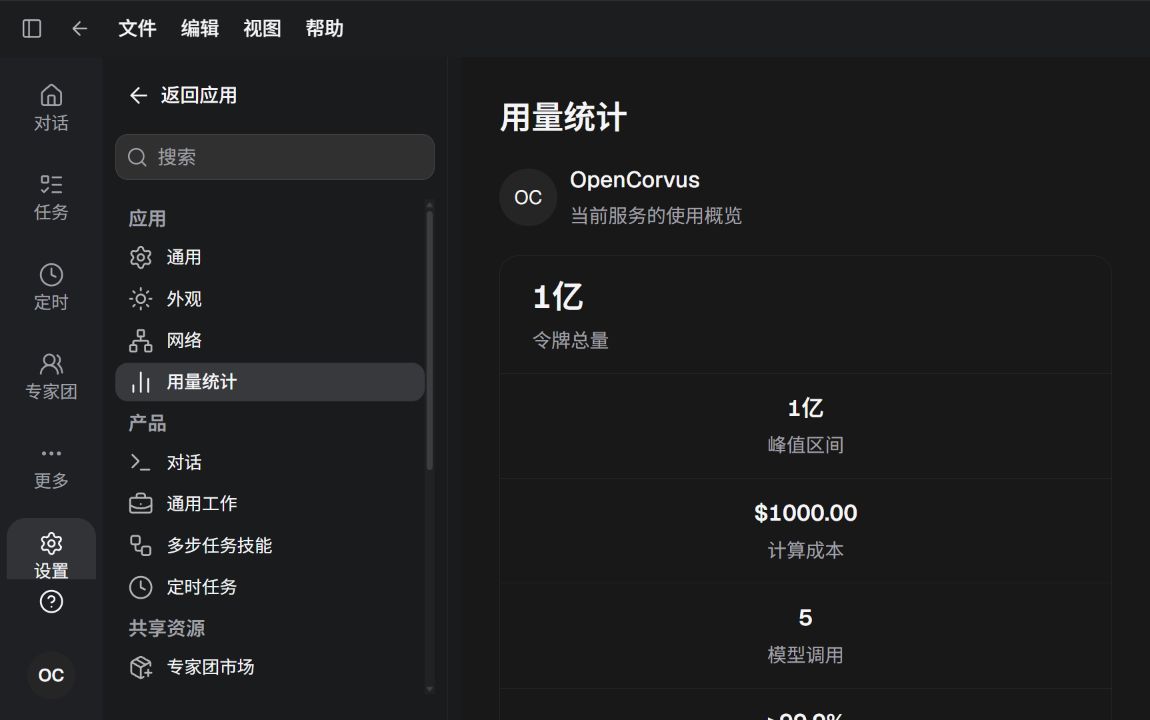 文件 编辑 视图 帮助
对话
任务
定时
专家团
更多
设置
OC
返回应用
搜索
应用
通用
外观
网络
用量统计
产品
对话
通用工作
多步任务技能
定时任务
共享资源
专家团市场
用量统计
OC
OpenCorvus
当前服务的使用概览
1亿
令牌总量
1亿
峰值区间
$1000.00
计算成本
5
模型调用